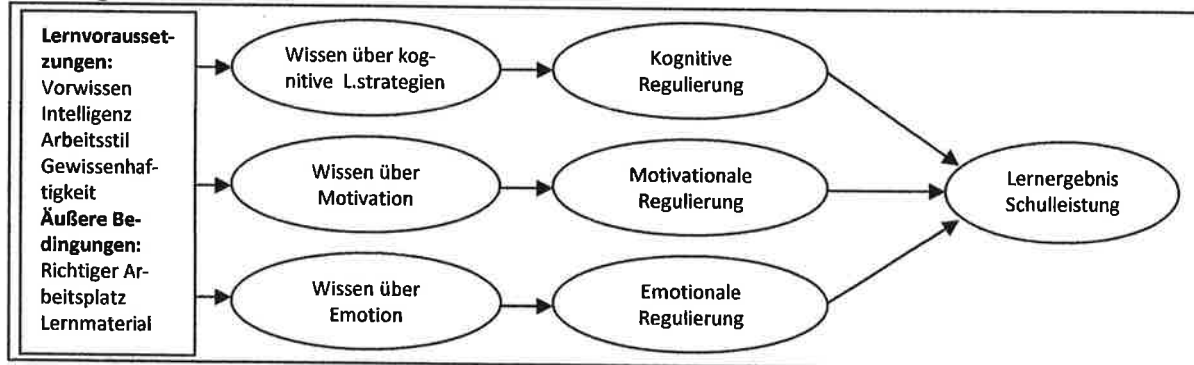 Lernvorausset-
zungen:
Vorwissen
Intelligenz
Arbeitsstil
Gewissenhaf-
tigkeit
Äußere Be-
dingungen:
Richtiger Ar-
beitsplatz
Lernmaterial
Wissen über kog-
nitive L.strategien
Kognitive
Regulierung
Wissen über
Motivation
Motivationale
Regulierung
Wissen über
Emotion
Emotionale
Regulierung
Lernergebnis
Schulleistung